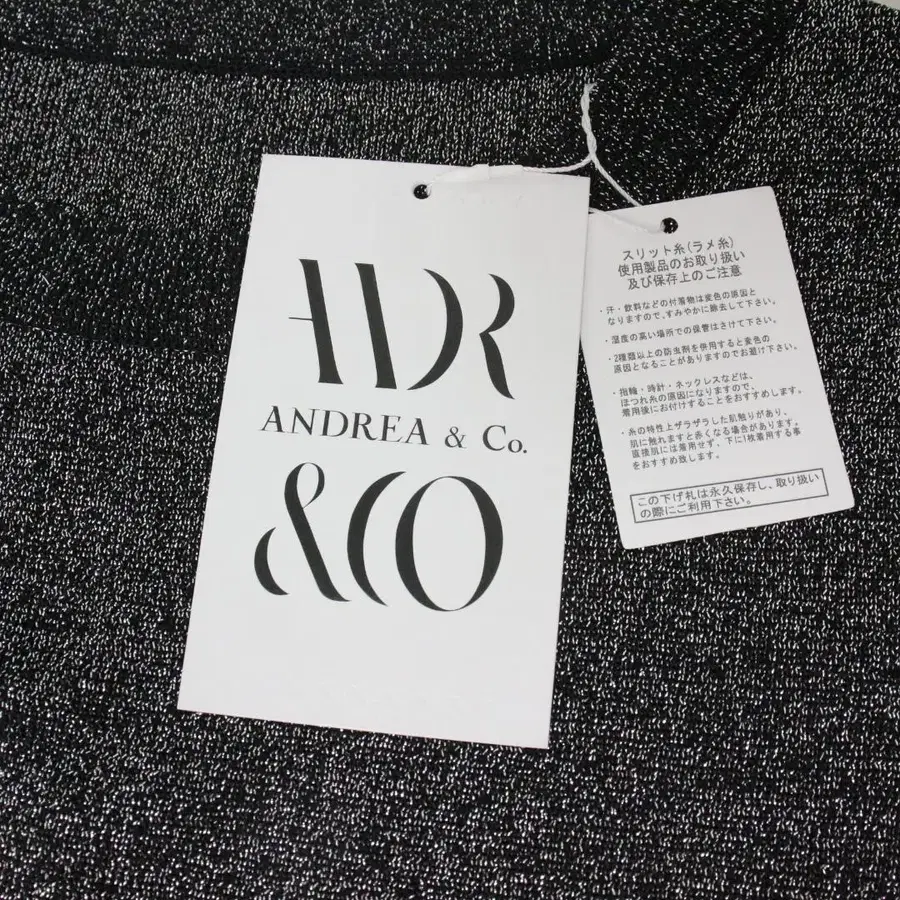 ADR
ANDREA & Co.
&CO
スリット糸(ラメ糸)
使用製品のお取り扱い
及び保存上のご注意
・汗・飲料などの付着物は変色の原因と
なりますので、すみやかに除去して下さい。
・湿度の高い場所での保管はさけて下さい。
・2種類以上の防虫剤を併用すると変色の
原因となることがありますのでお避け下さい。
・指輪・時計・ネックレスなどは、
ほつれ糸の原因になりますので、
着用後にお付けすることをおすすめします。
・糸の特性上ザラザラした肌触りがあり、
肌に触れますと赤くなる場合があります。
直接肌には着用せず、下に1枚着用する事
をおすすめ致します。
この下げ札は永久保存し、取り扱い
の際にご利用下さい。